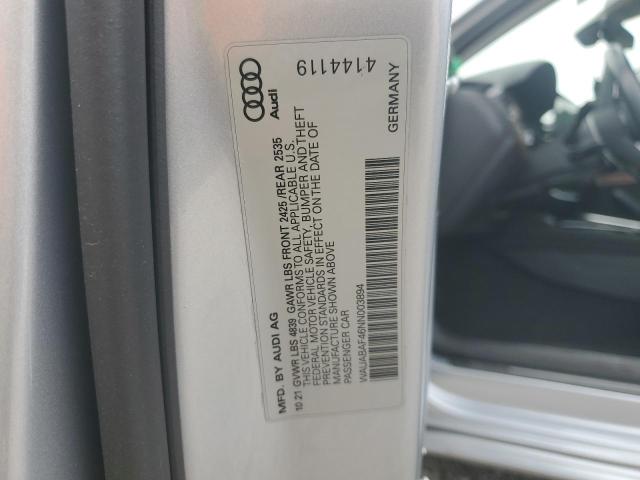 Audi
4144119
MFD. BY AUDI AG
GERMANY
10 21 GVWR LBS 4839 GAWR LBS FRONT 2425 /REAR 2535
THIS VEHICLE CONFORMS TO ALL APPLICABLE U.S.
FEDERAL MOTOR VEHICLE SAFETY, BUMPER AND THEFT
PREVENTION STANDARDS IN EFFECT ON THE DATE OF
MANUFACTURE SHOWN ABOVE
PASSENGER CAR
WAUABAF46NN003894